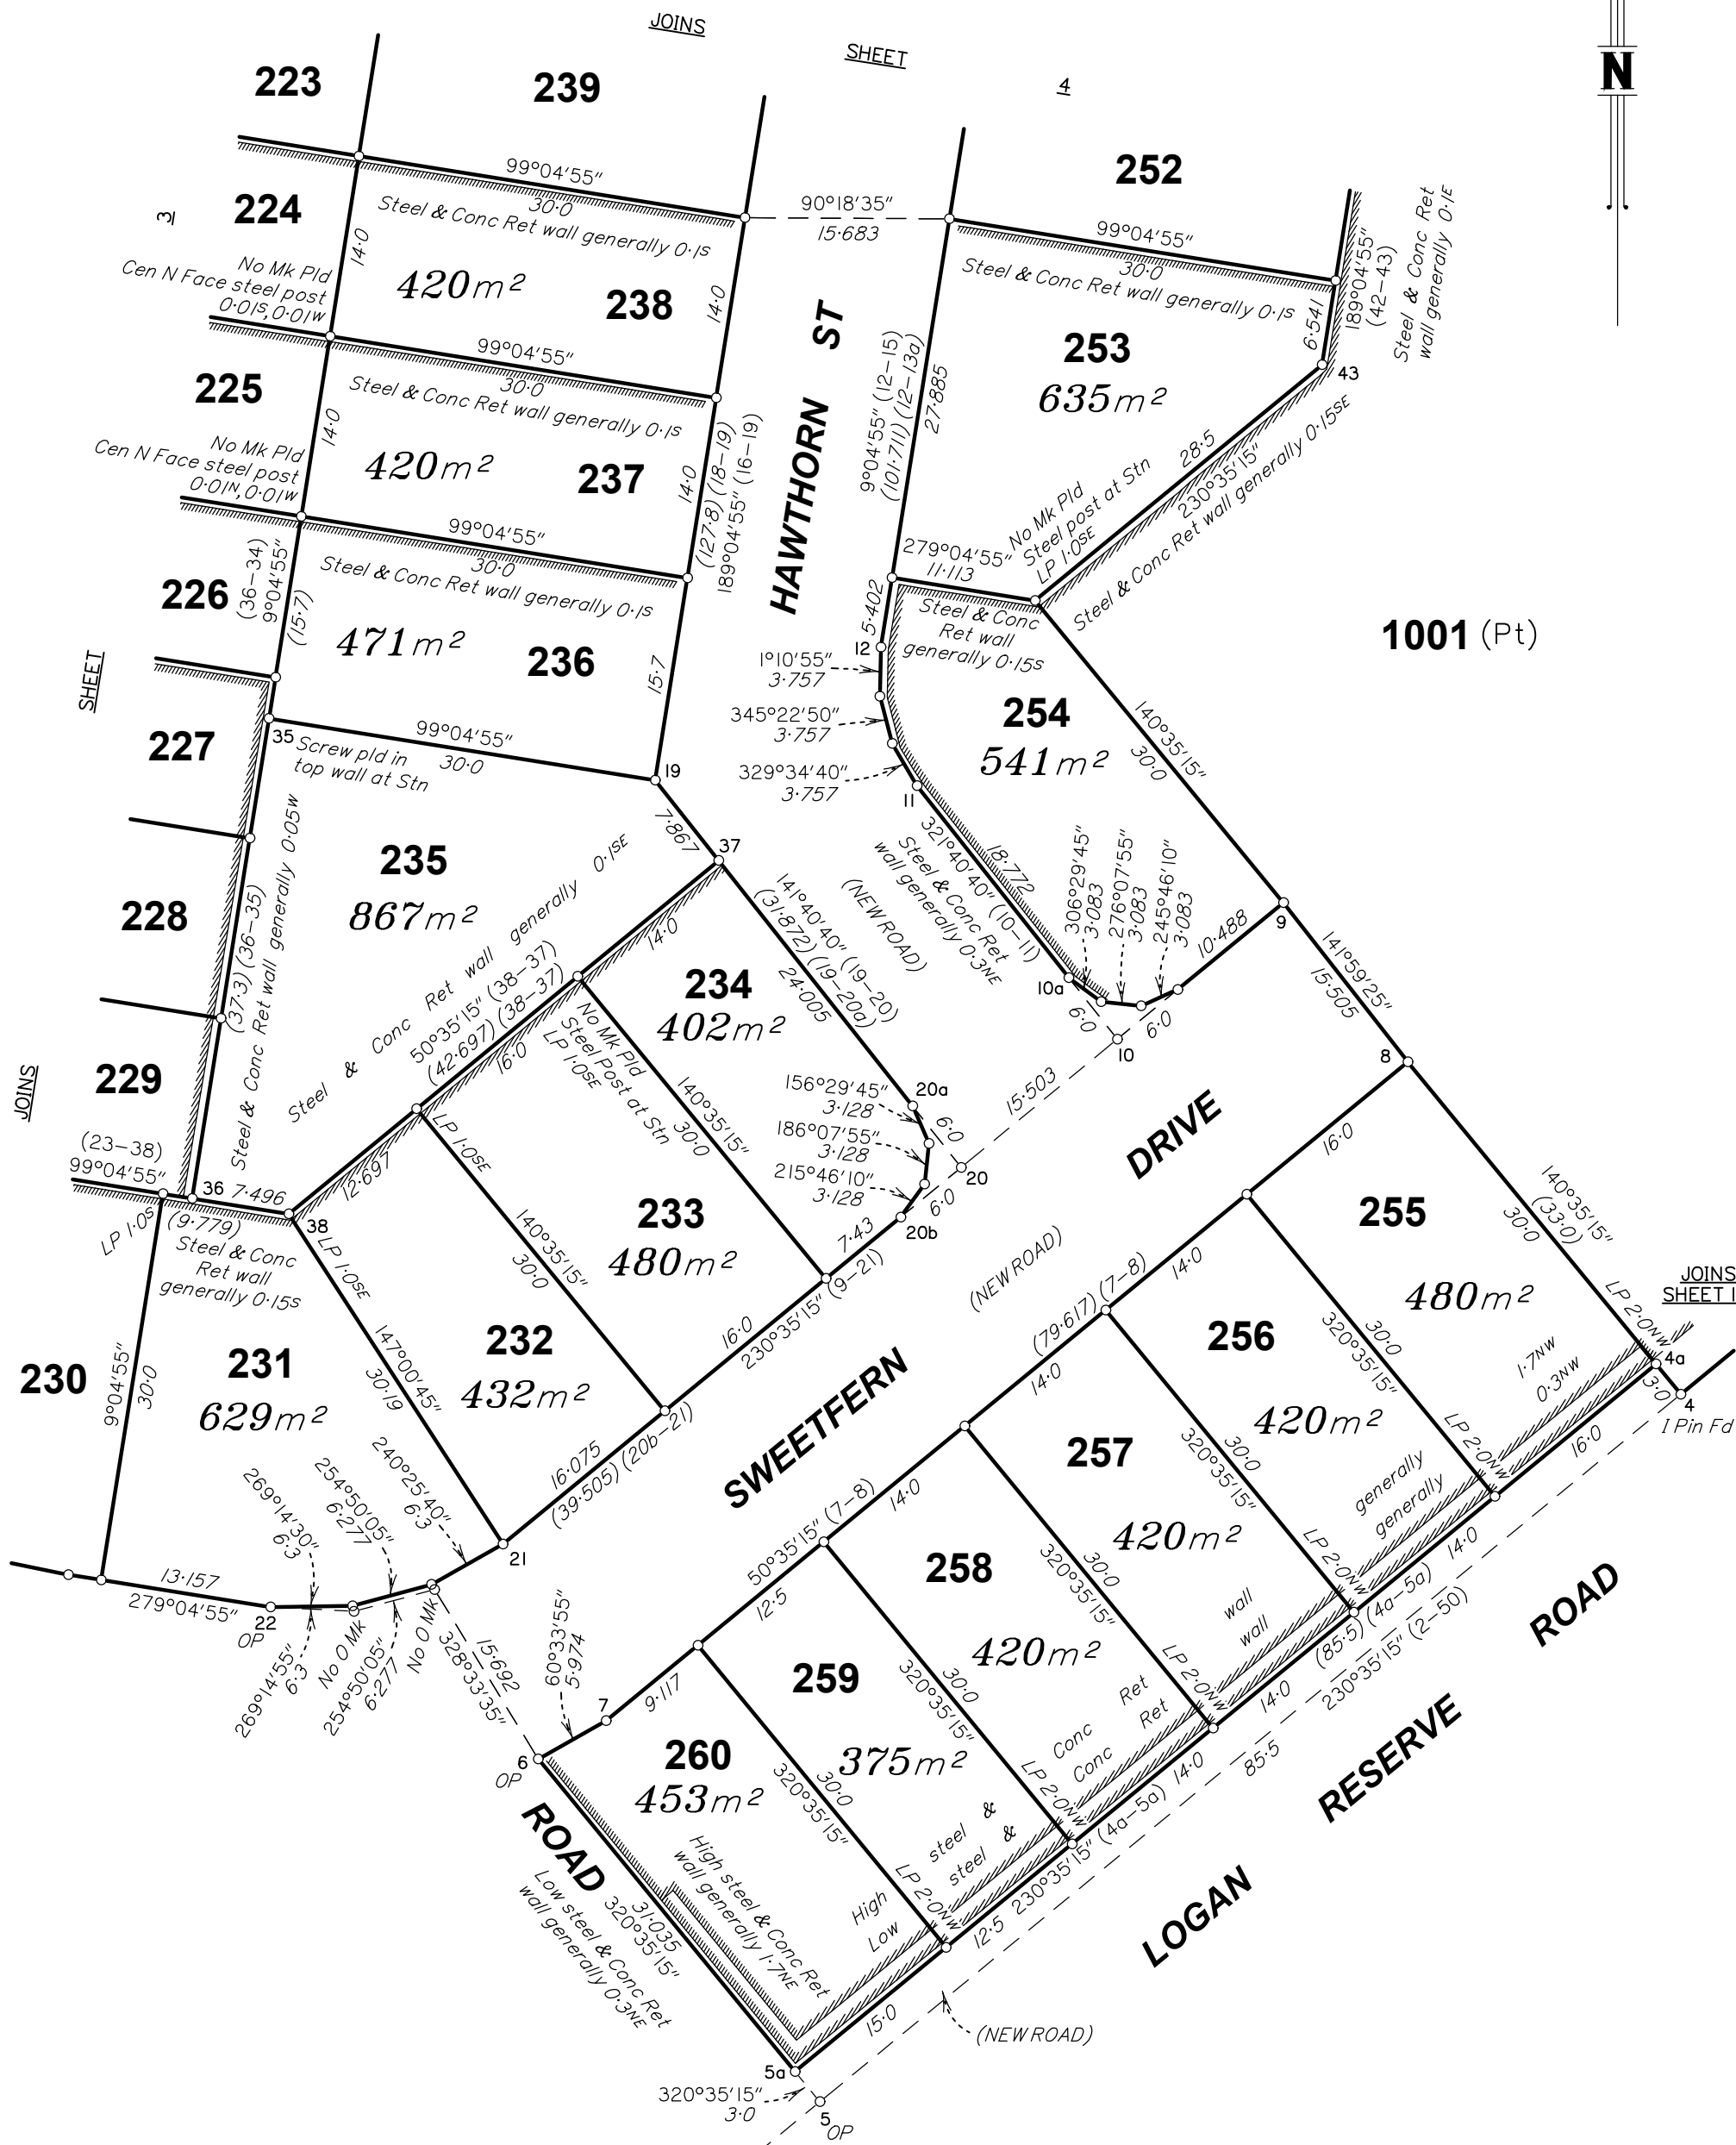 JOINS
SHEET
4
N
223
239
252
99°04'55"
30·0
Steel & Conc Ret wall generally 0·1S
224
3
14·0
No Mk Pld
Cen N Face steel post
0·01S, 0·01W
420m²
238
14·0
90°18'35"
15·683
99°04'55"
30·0
Steel & Conc Ret wall generally 0·1S
6·541
189°04'55"
(42-43)
Steel & Conc Ret
wall generally 0·1E
43
253
635m²
HAWTHORN ST
9°04'55" (12-15)
(101·711) (12-13a)
27·885
225
14·0
99°04'55"
30·0
Steel & Conc Ret wall generally 0·1S
No Mk Pld
Cen N Face steel post
0·01N, 0·01W
420m²
237
14·0
(127·8) (18-19)
189°04'55" (16-19)
28·5
230°35'15"
Steel & Conc Ret wall generally 0·15SE
No Mk Pld
Steel post at Stn
LP 1·0SE
279°04'55"
11·113
226
(36-34)
9°04'55"
(15·7)
99°04'55"
30·0
Steel & Conc Ret wall generally 0·1S
471m²
236
15·7
5·402
12
Steel & Conc
Ret wall
generally 0·15S
1001 (Pt)
SHEET
1°10'55"
3·757
345°22'50"
3·757
329°34'40"
3·757
11
254
541m²
140°35'15"
30·0
227
35
99°04'55"
30·0
Screw pld in
top wall at Stn
19
7·867
37
235
867m²
228
(37·3) (36-35)
Steel & Conc Ret wall generally 0·05W
Steel & Conc Ret wall generally 0·1SE
50°35'15" (38-37)
(42·697) (38-37)
14·0
16·0
12·697
141°40'40" (19-20)
(31·872) (19-20a)
24·005
(NEW ROAD)
321°40'40" (10-11)
18·772
Steel & Conc Ret
wall generally 0·3NE
306°29'45"
3·083
276°07'55"
3·083
245°46'10"
3·083
10·488
9
10a
6·0
6·0
10
141°59'25"
15·505
8
234
402m²
No Mk Pld
Steel Post at Stn
LP 1·0SE
140°35'15"
30·0
229
JOINS
(23-38)
99°04'55"
36
7·496
38
(9·779)
LP 1·0S
Steel & Conc
Ret wall
generally 0·15S
156°29'45"
3·128
186°07'55"
3·128
215°46'10"
3·128
20a
6·0
20
6·0
20b
15·503
7·43
DRIVE
233
480m²
LP 1·0SE
140°35'15"
30·0
16·0
230°35'15" (9-21)
(NEW ROAD)
16·0
255
480m²
140°35'15"
(33·0)
30·0
LP 2·0NW
JOINS
SHEET 1
4a
3·0
4
1 Pin Fd
230
9°04'55"
30·0
231
629m²
LP 1·0SE
147°00'45"
30·19
232
432m²
16·075
(39·505) (20b-21)
21
SWEETFERN
(79·617) (7-8)
14·0
14·0
14·0
256
420m²
320°35'15"
30·0
LP 2·0NW
1·7NW
0·3NW
16·0
257
420m²
320°35'15"
30·0
LP 2·0NW
generally
generally
14·0
269°14'30"
6·3
254°50'05"
6·277
240°25'40"
6·3
13·157
279°04'55"
22
OP
269°14'55"
6·3
No O Mk
254°50'05"
6·277
No O Mk
15·692
328°33'35"
60°33'55"
5·974
50°35'15" (7-8)
12·5
9·117
7
6
OP
258
420m²
320°35'15"
30·0
LP 2·0NW
wall
wall
(85·5) (4a-5a)
230°35'15" (2-50)
14·0
259
375m²
320°35'15"
30·0
LP 2·0NW
Conc Ret
Conc Ret
14·0
85·5
260
453m²
320°35'15"
30·0
LP 2·0NW
High steel &
Low steel &
12·5
230°35'15" (4a-5a)
ROAD
31·035
320°35'15"
Low steel & Conc Ret
wall generally 0·3NE
High steel & Conc Ret
wall generally 1·7NE
15·0
(NEW ROAD)
5a
320°35'15"
3·0
5
OP
LOGAN RESERVE ROAD